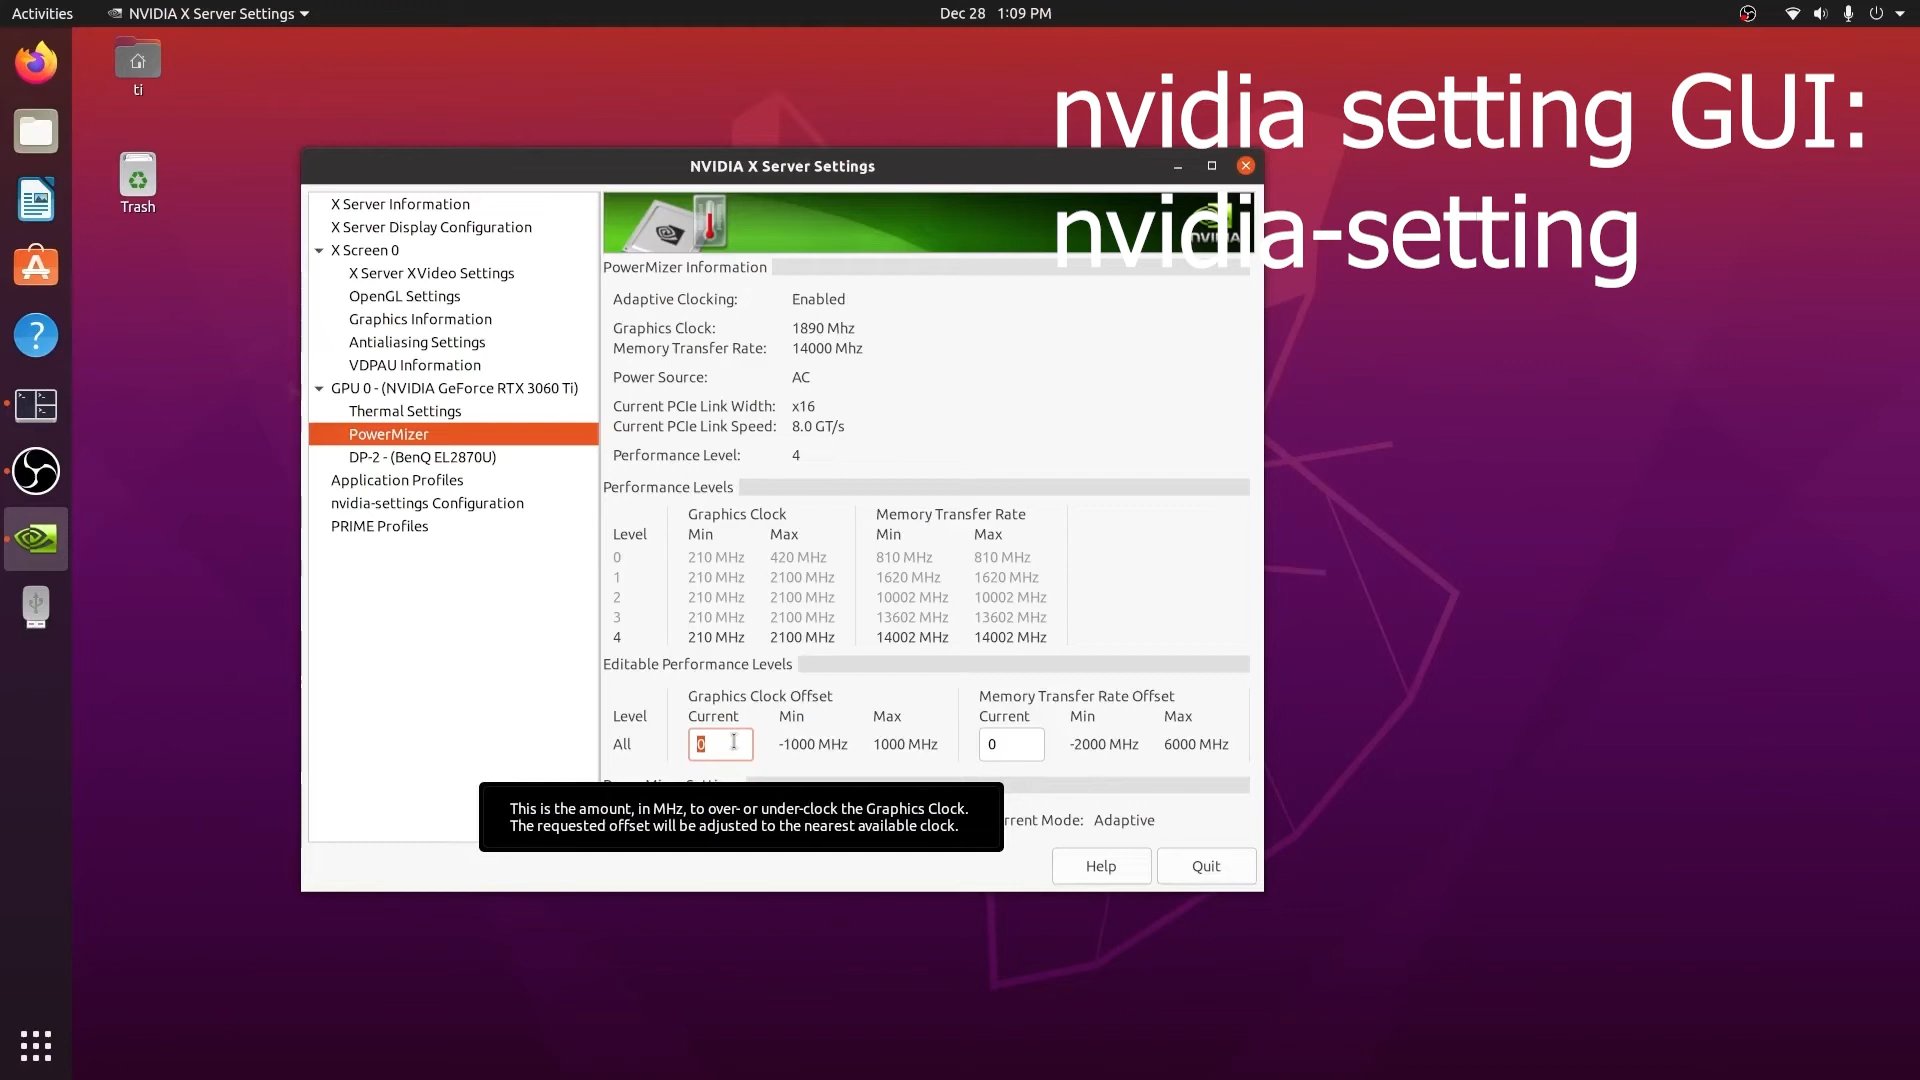 Activities
NVIDIA X Server Settings
Dec 28 1:09 PM
ti
Trash
nvidia setting GUI:
nvidia-setting
NVIDIA X Server Settings
X Server Information
X Server Display Configuration
X Screen 0
X Server XVideo Settings
OpenGL Settings
Graphics Information
Antialiasing Settings
VDPAU Information
GPU 0 - (NVIDIA GeForce RTX 3060 Ti)
Thermal Settings
PowerMizer
DP-2 - (BenQ EL2870U)
Application Profiles
nvidia-settings Configuration
PRIME Profiles
NVIDIA
PowerMizer Information
Adaptive Clocking: Enabled
Graphics Clock: 1890 Mhz
Memory Transfer Rate: 14000 Mhz
Power Source: AC
Current PCIe Link Width: x16
Current PCIe Link Speed: 8.0 GT/s
Performance Level: 4
Performance Levels
Graphics Clock Memory Transfer Rate
Level Min Max Min Max
0 210 MHz 420 MHz 810 MHz 810 MHz
1 210 MHz 2100 MHz 1620 MHz 1620 MHz
2 210 MHz 2100 MHz 10002 MHz 10002 MHz
3 210 MHz 2100 MHz 13602 MHz 13602 MHz
4 210 MHz 2100 MHz 14002 MHz 14002 MHz
Editable Performance Levels
Graphics Clock Offset Memory Transfer Rate Offset
Level Current Min Max Current Min Max
All 0 -1000 MHz 1000 MHz 0 -2000 MHz 6000 MHz
This is the amount, in MHz, to over- or under-clock the Graphics Clock.
The requested offset will be adjusted to the nearest available clock.
rrent Mode: Adaptive
Help
Quit